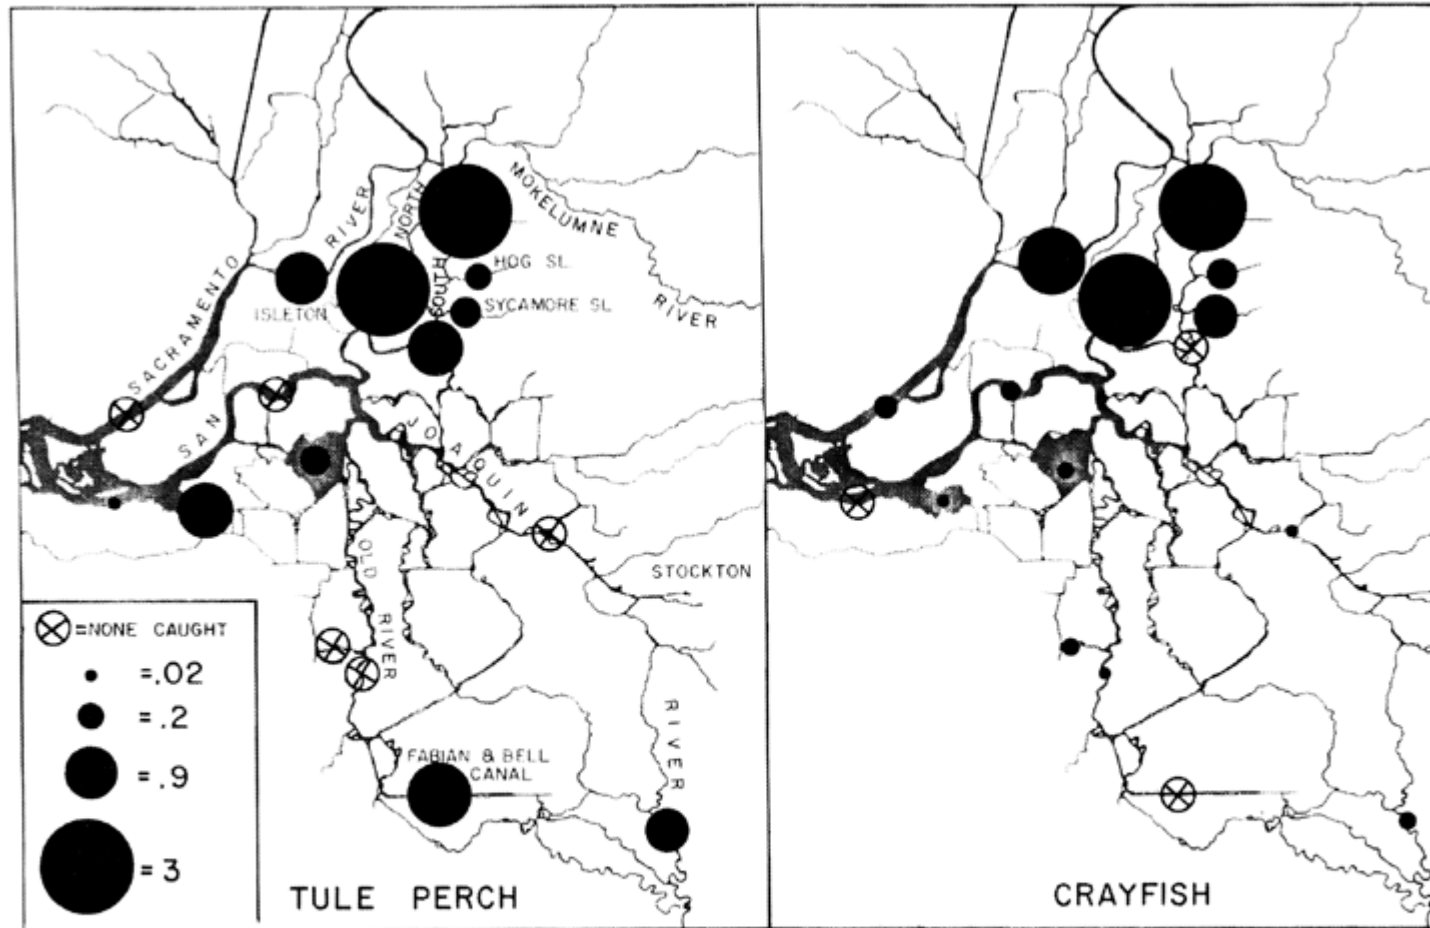 MOKELUMNE
RIVER
NORTH
SOUTH
HOG SL.
SYCAMORE SL.
RIVER
ISLETON
SACRAMENTO
SAN
JOAQUIN
STOCKTON
OLD
RIVER
RIVER
FABIAN & BELL
CANAL
=NONE CAUGHT
=.02
=.2
=.9
=3
TULE PERCH
CRAYFISH